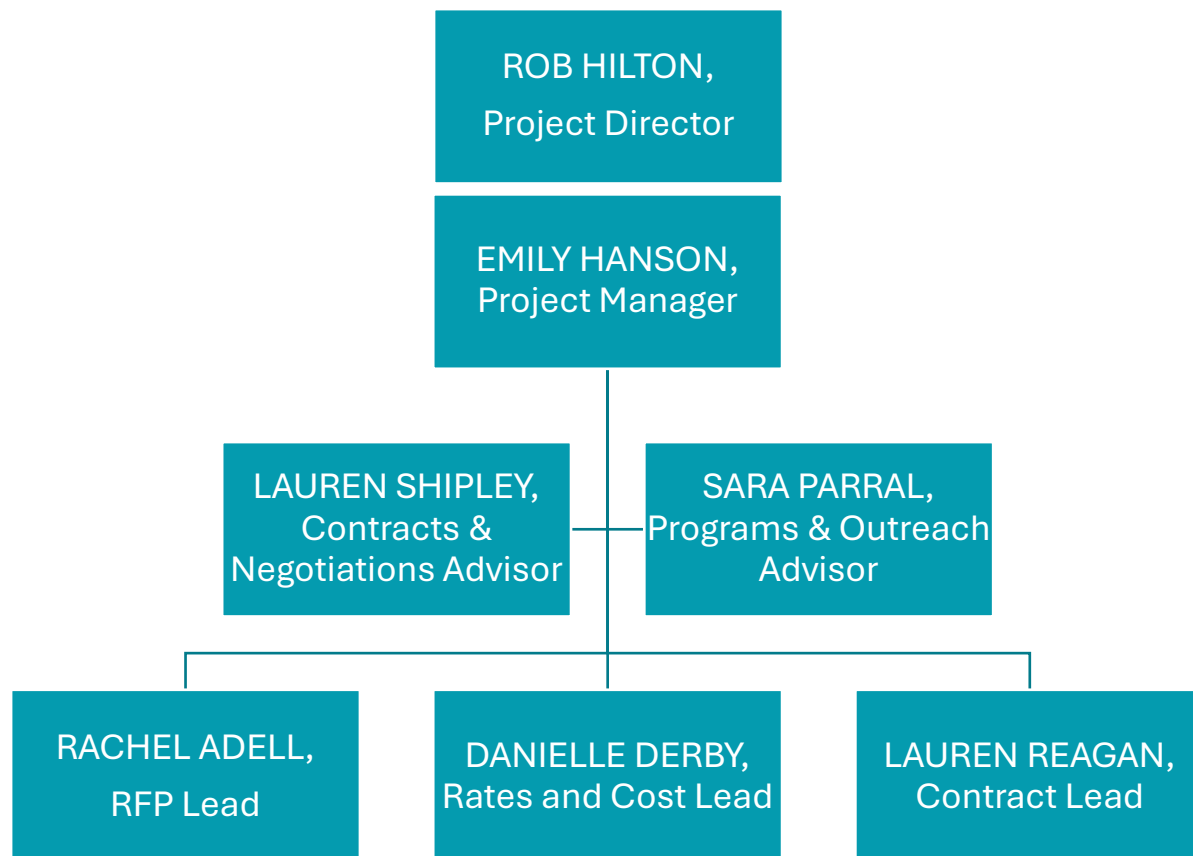 ROB HILTON,
Project Director
EMILY HANSON,
Project Manager
LAUREN SHIPLEY,
Contracts &
Negotiations Advisor
SARA PARRAL,
Programs & Outreach
Advisor
RACHEL ADELL,
RFP Lead
DANIELLE DERBY,
Rates and Cost Lead
LAUREN REAGAN,
Contract Lead